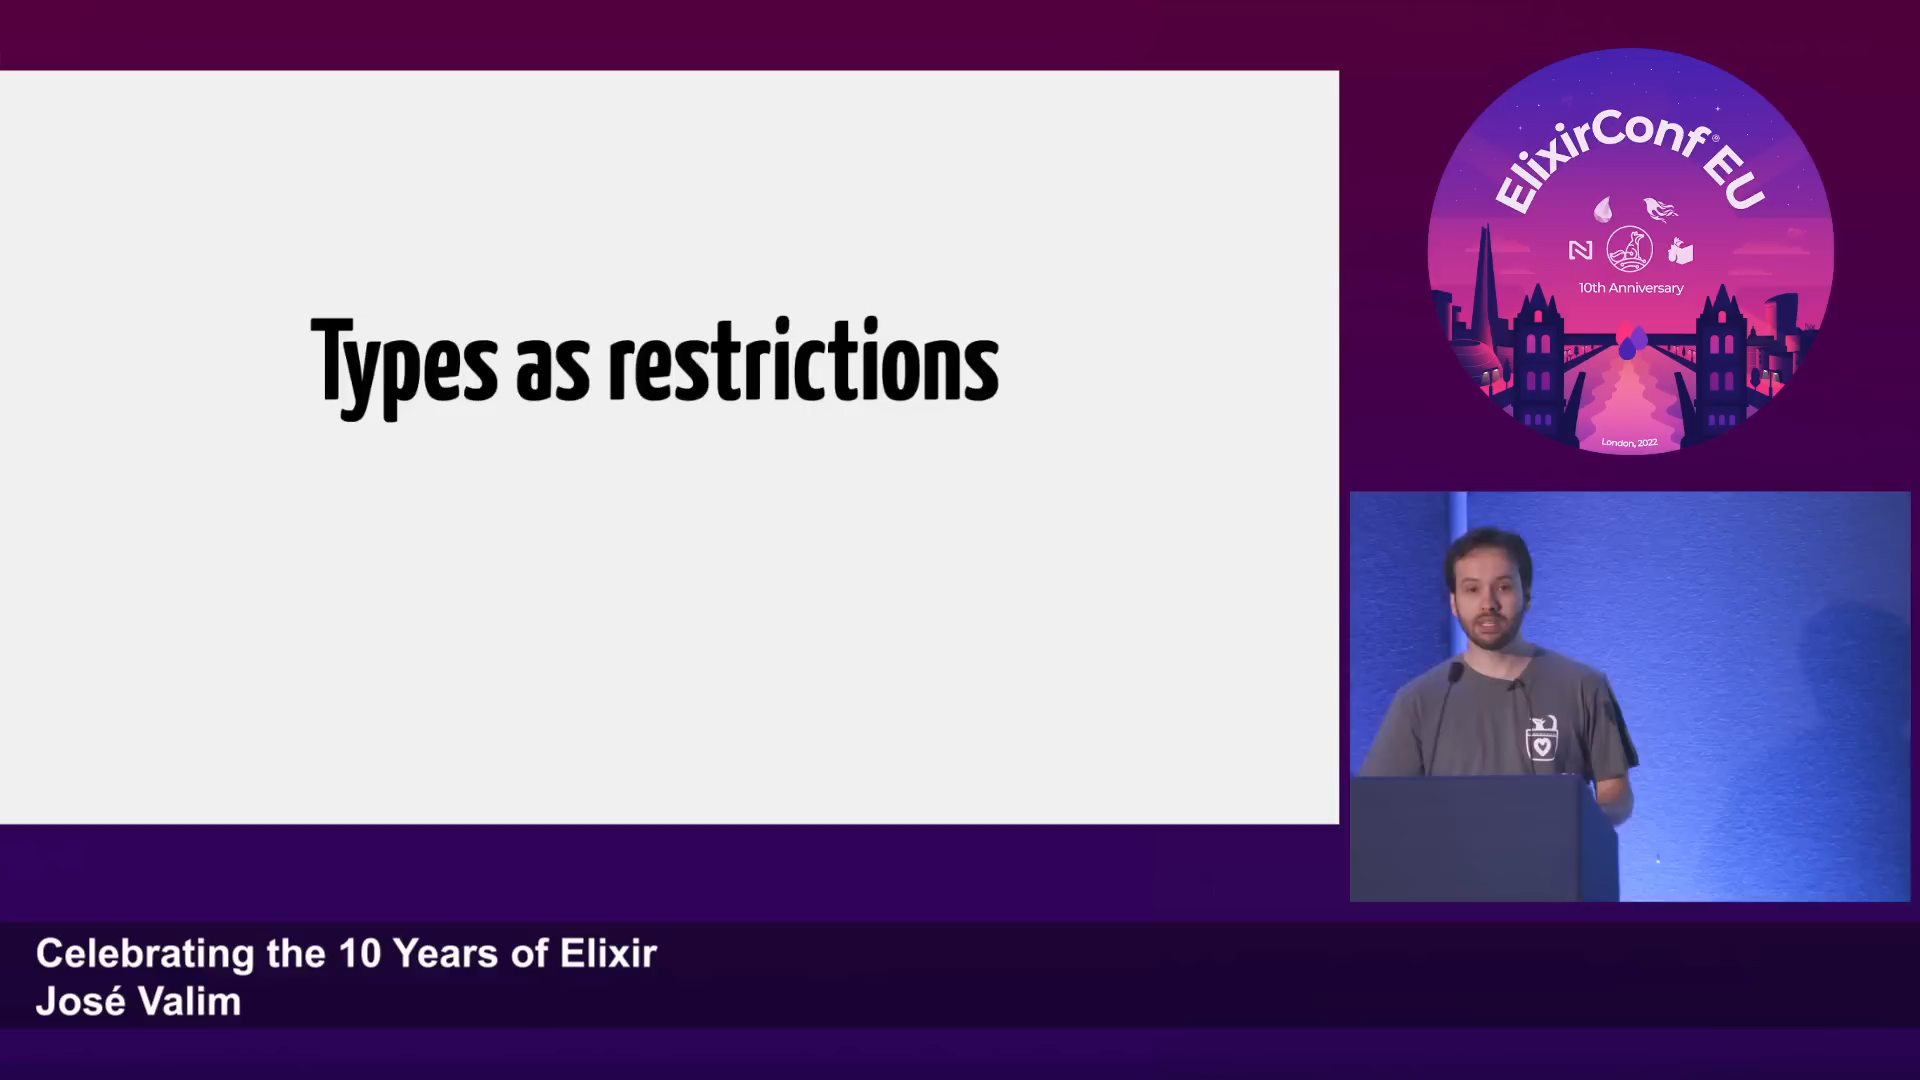 Types as restrictions
ElixirConf® EU
10th Anniversary
London, 2022
Celebrating the 10 Years of Elixir
José Valim